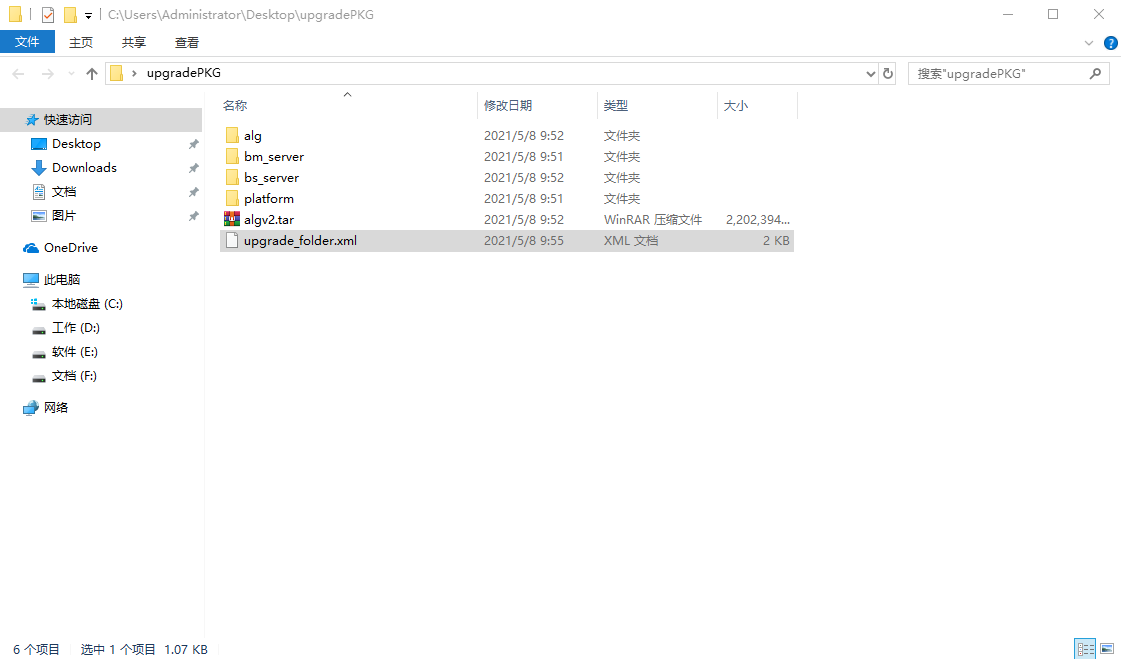 C:\Users\Administrator\Desktop\upgradePKG
文件 主页 共享 查看
upgradePKG
搜索"upgradePKG"
名称 修改日期 类型 大小
快速访问
Desktop
Downloads
文档
图片
OneDrive
此电脑
本地磁盘 (C:)
工作 (D:)
软件 (E:)
文档 (F:)
网络
alg 2021/5/8 9:52 文件夹
bm_server 2021/5/8 9:51 文件夹
bs_server 2021/5/8 9:52 文件夹
platform 2021/5/8 9:51 文件夹
algv2.tar 2021/5/8 9:52 WinRAR 压缩文件 2,202,394...
upgrade_folder.xml 2021/5/8 9:55 XML 文档 2 KB
6 个项目 选中 1 个项目 1.07 KB